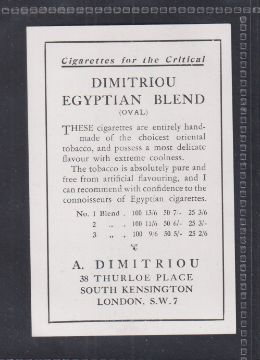 Cigarettes for the Critical
DIMITRIOU
EGYPTIAN BLEND
(OVAL)
THESE cigarettes are entirely hand-
made of the choicest oriental
tobacco, and possess a most delicate
flavour with extreme coolness.
The tobacco is absolutely pure and
free from artificial flavouring, and I
can recommend with confidence to the
connoisseurs of Egyptian cigarettes.
No. 1 Blend . 100 13/6 50 7/- 25 3/6
2 „ . 100 11/6 50 6/- 25 3/-
3 „ . 100 9/6 50 5/- 25 2/6
A. DIMITRIOU
38 THURLOE PLACE
SOUTH KENSINGTON
LONDON, S.W. 7